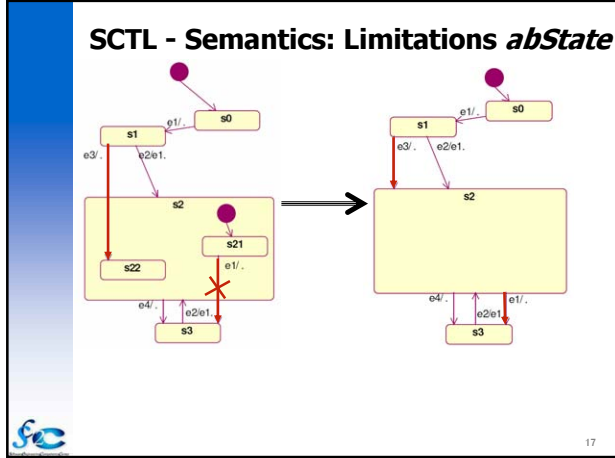 SCTL - Semantics: Limitations abState
s0
e1/.
s1
e3/.
e2/e1.
s2
s21
e1/.
s22
e4/.
e2/e1.
s3
s0
e1/.
s1
e3/.
e2/e1.
s2
e4/.
e1/.
e2/e1.
s3
17